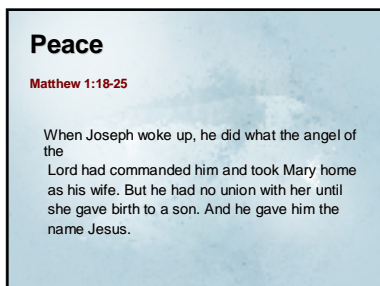 Peace
Matthew 1:18-25
When Joseph woke up, he did what the angel of
the
Lord had commanded him and took Mary home
as his wife. But he had no union with her until
she gave birth to a son. And he gave him the
name Jesus.